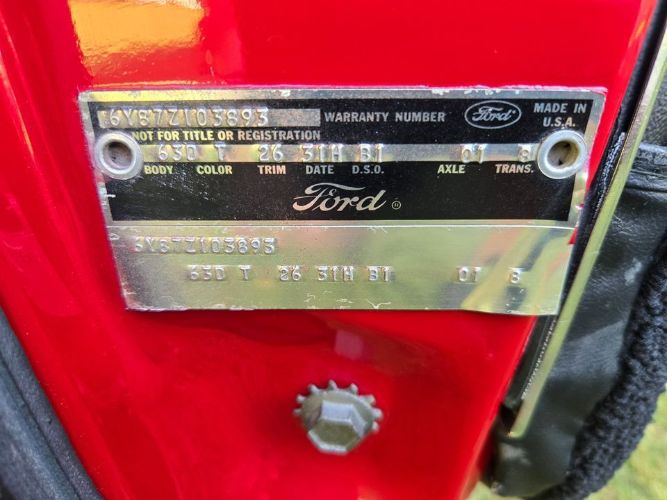 6Y87Z103893 WARRANTY NUMBER Ford MADE IN U.S.A.
NOT FOR TITLE OR REGISTRATION
63D T 26 31H B1 01 8
BODY COLOR TRIM DATE D.S.O. AXLE TRANS.
Ford
6Y87Z103893
63D T 26 31H B1 01 8